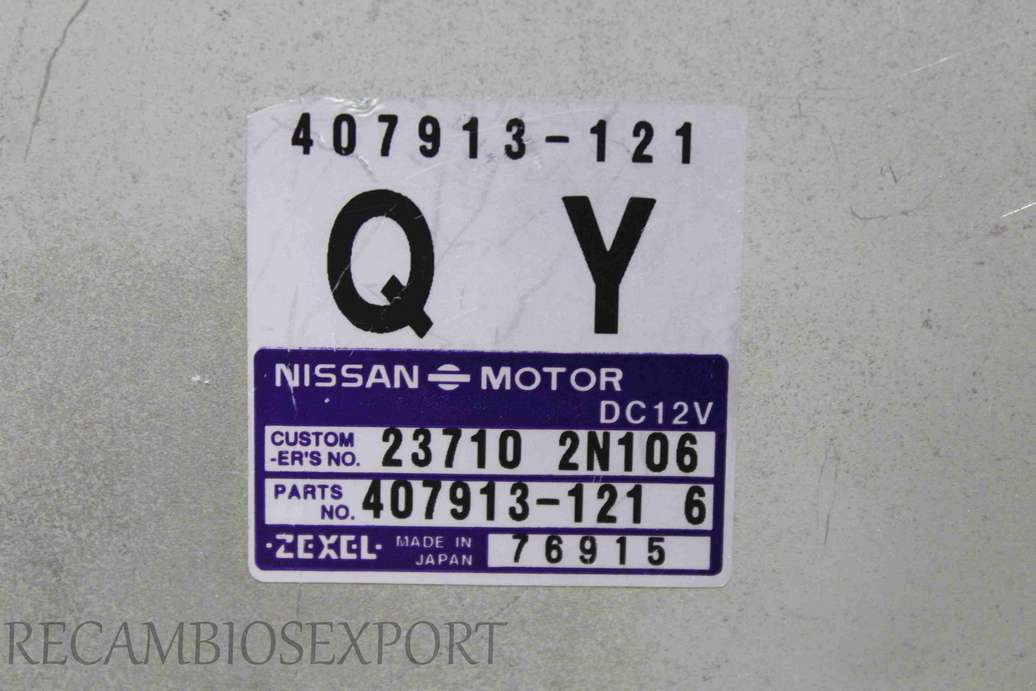 407913-121
Q Y
NISSAN MOTOR
DC12V
CUSTOM
-ER'S NO. 23710 2N106
PARTS
NO. 407913-121 6
·ZEXEL· MADE IN
JAPAN 76915
RECAMBIOSEXPORT